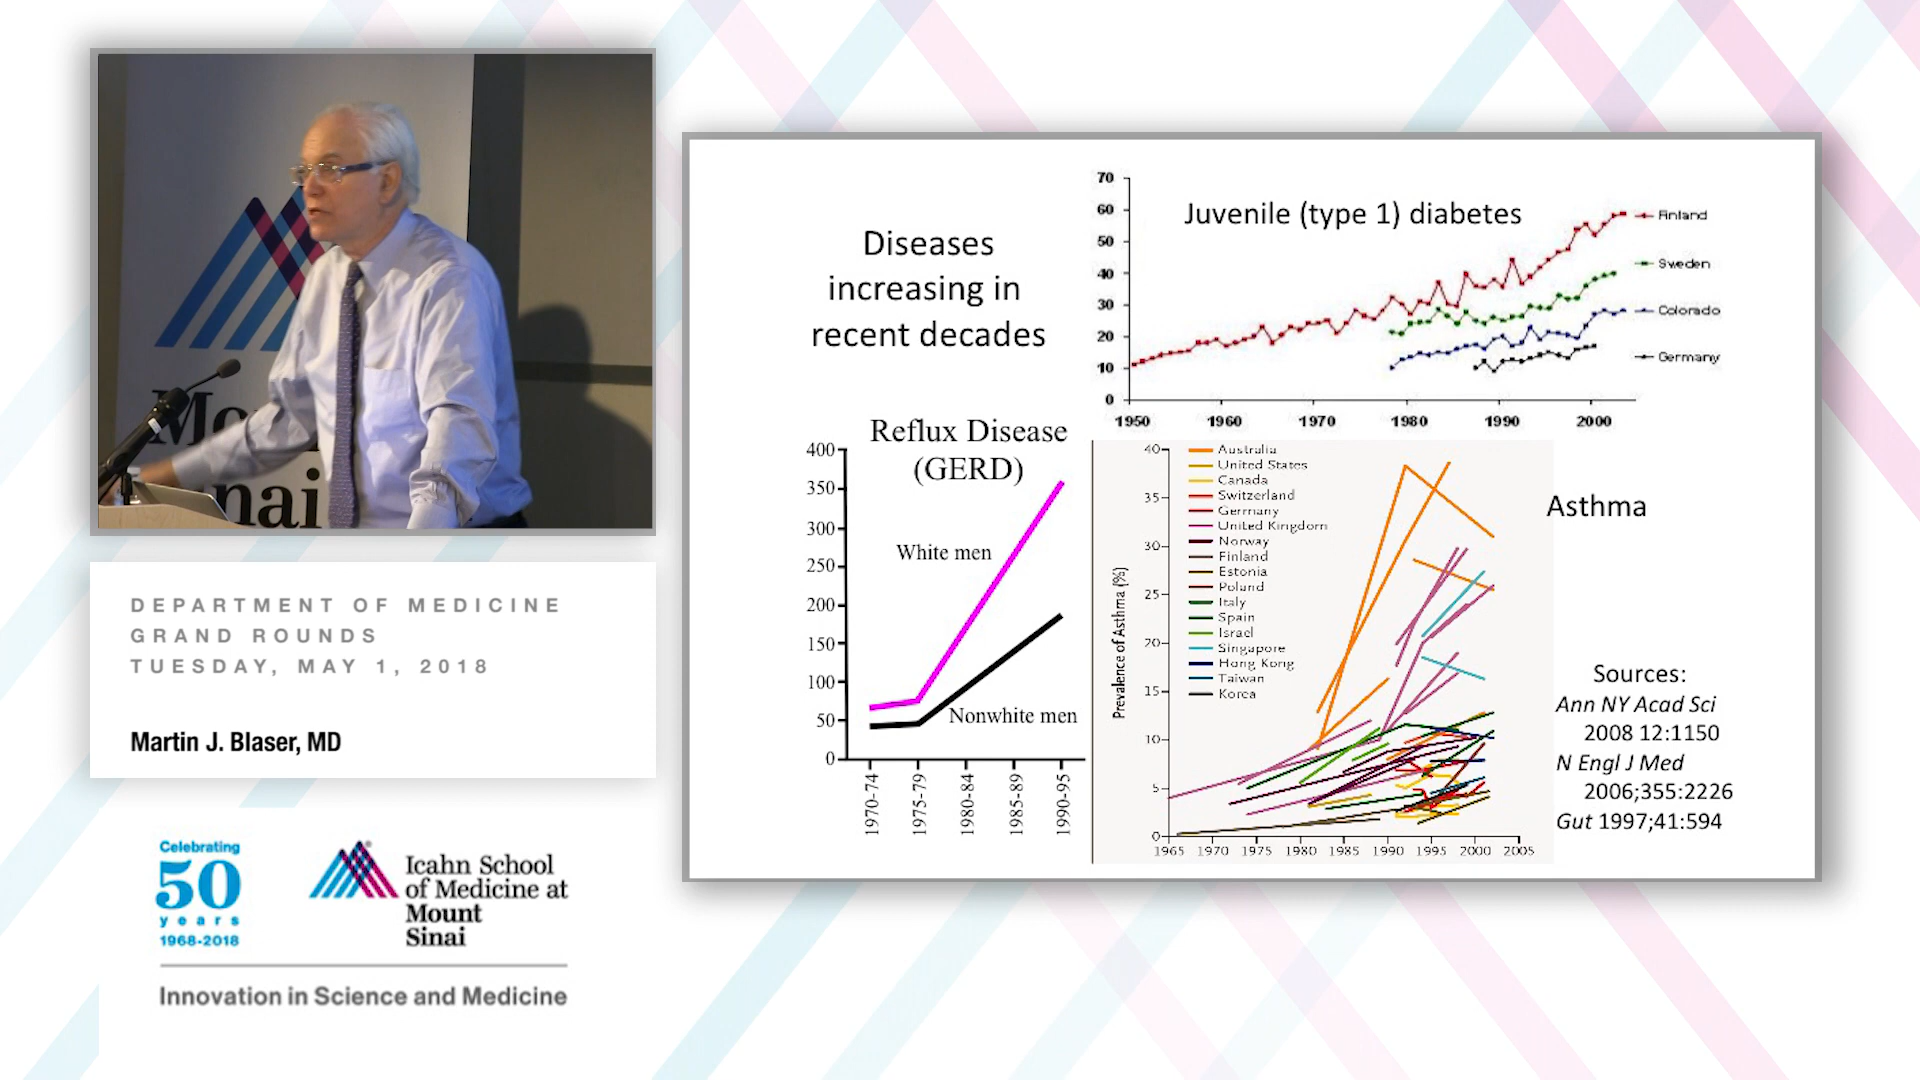 Mo
nai
DEPARTMENT OF MEDICINE
GRAND ROUNDS
TUESDAY, MAY 1, 2018
Martin J. Blaser, MD
Celebrating
50
years
1968-2018
Icahn School
of Medicine at
Mount
Sinai
Innovation in Science and Medicine
Diseases
increasing in
recent decades
Juvenile (type 1) diabetes
70
60
50
40
30
20
10
0
1950 1960 1970 1980 1990 2000
Finland
Sweden
Colorado
Germany
Reflux Disease
(GERD)
400
350
300
250
200
150
100
50
0
White men
Nonwhite men
1970-74
1975-79
1980-84
1985-89
1990-95
Asthma
Prevalence of Asthma (%)
40
35
30
25
20
15
10
5
0
Australia
United States
Canada
Switzerland
Germany
United Kingdom
Norway
Finland
Estonia
Poland
Italy
Spain
Israel
Singapore
Hong Kong
Taiwan
Korea
1965 1970 1975 1980 1985 1990 1995 2000 2005
Sources:
Ann NY Acad Sci
2008 12:1150
N Engl J Med
2006;355:2226
Gut 1997;41:594